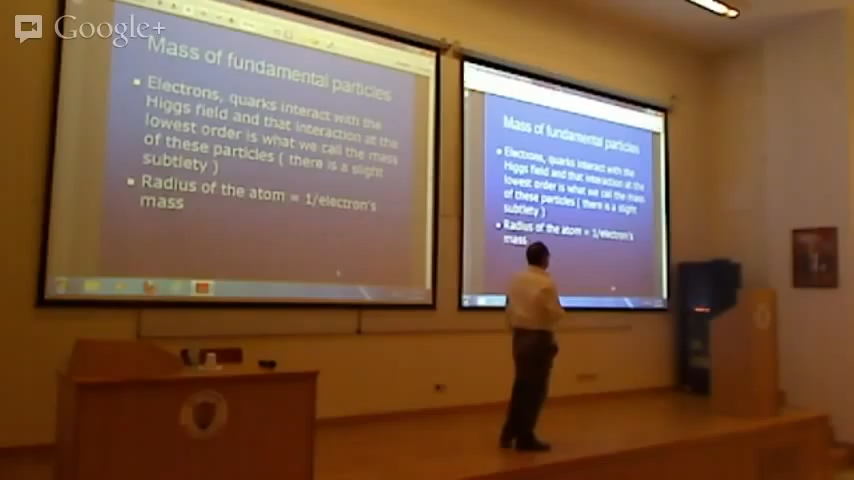 Google+
Mass of fundamental particles
Electrons, quarks interact with the
Higgs field and that interaction at the
lowest order is what we call the mass
of these particles ( there is a slight
subtlety )
Radius of the atom = 1/electron's
mass
Mass of fundamental particles
Electrons, quarks interact with the
Higgs field and that interaction at the
lowest order is what we call the mass
of these particles ( there is a slight
subtlety )
Radius of the atom = 1/electron's
mass